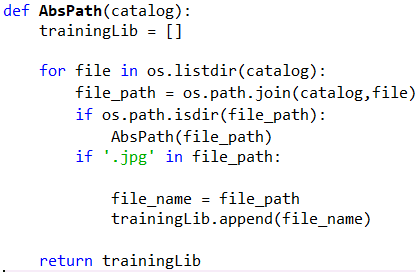 def AbsPath(catalog):
    trainingLib = []

    for file in os.listdir(catalog):
        file_path = os.path.join(catalog,file)
        if os.path.isdir(file_path):
            AbsPath(file_path)
        if '.jpg' in file_path:

            file_name = file_path
            trainingLib.append(file_name)

    return trainingLib